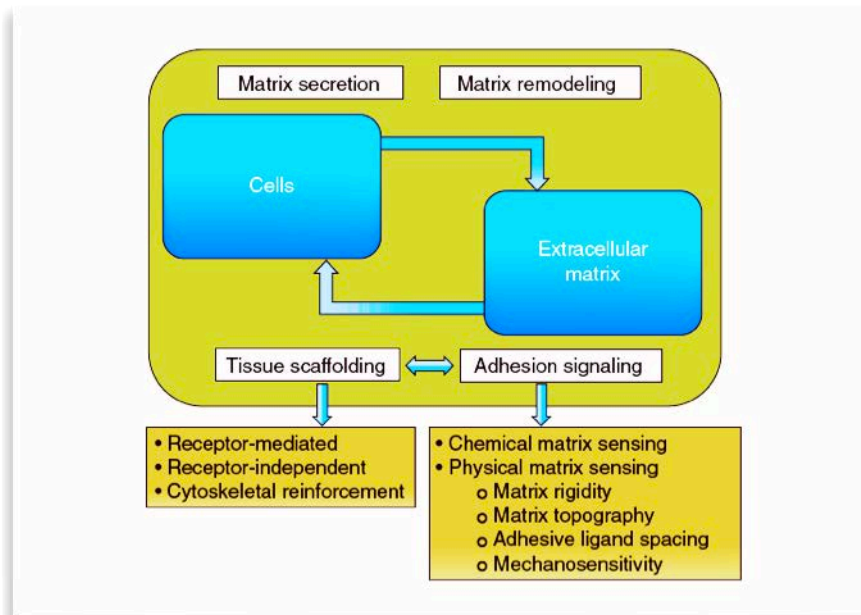 Matrix secretion
Matrix remodeling
Cells
Extracellular
matrix
Tissue scaffolding
Adhesion signaling
• Receptor-mediated
• Receptor-independent
• Cytoskeletal reinforcement
• Chemical matrix sensing
• Physical matrix sensing
o Matrix rigidity
o Matrix topography
o Adhesive ligand spacing
o Mechanosensitivity